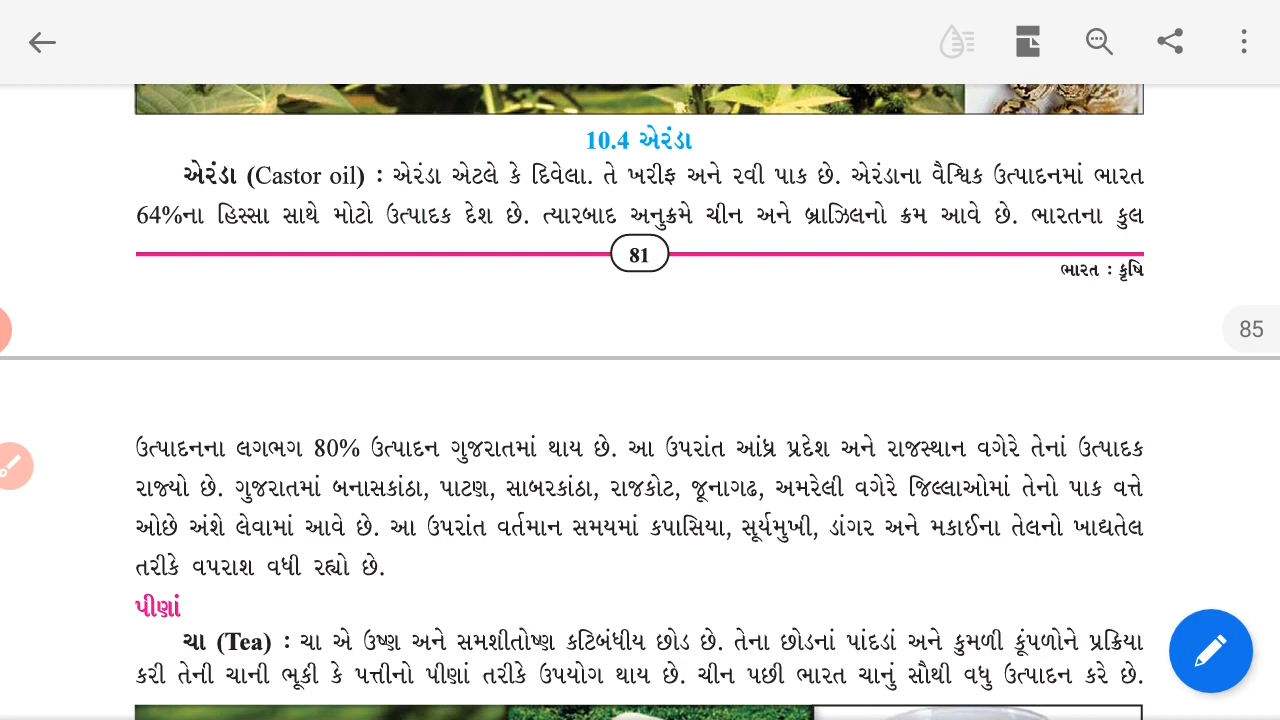 10.4 એરંડા
એરંડા (Castor oil) : એરંડા એટલે કે દિવેલા. તે ખરીફ અને રવી પાક છે. એરંડાના વૈશ્વિક ઉત્પાદનમાં ભારત
64%ના હિસ્સા સાથે મોટો ઉત્પાદક દેશ છે. ત્યારબાદ અનુક્રમે ચીન અને બ્રાઝિલનો ક્રમ આવે છે. ભારતના કુલ
81
ભારત : કૃષિ
85
ઉત્પાદનના લગભગ 80% ઉત્પાદન ગુજરાતમાં થાય છે. આ ઉપરાંત આંધ્ર પ્રદેશ અને રાજસ્થાન વગેરે તેનાં ઉત્પાદક
રાજ્યો છે. ગુજરાતમાં બનાસકાંઠા, પાટણ, સાબરકાંઠા, રાજકોટ, જૂનાગઢ, અમરેલી વગેરે જિલ્લાઓમાં તેનો પાક વત્તે
ઓછે અંશે લેવામાં આવે છે. આ ઉપરાંત વર્તમાન સમયમાં કપાસિયા, સૂર્યમુખી, ડાંગર અને મકાઈના તેલનો ખાદ્યતેલ
તરીકે વપરાશ વધી રહ્યો છે.
પીણાં
ચા (Tea) : ચા એ ઉષ્ણ અને સમશીતોષ્ણ કટિબંધીય છોડ છે. તેના છોડનાં પાંદડાં અને કુમળી કૂંપળોને પ્રક્રિયા
કરી તેની ચાની ભૂકી કે પત્તીનો પીણાં તરીકે ઉપયોગ થાય છે. ચીન પછી ભારત ચાનું સૌથી વધુ ઉત્પાદન કરે છે.